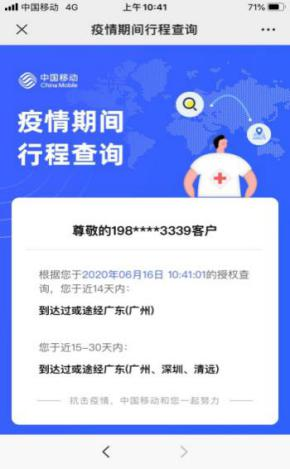 中国移动 4G 上午10:41 71%
疫情期间行程查询
中国移动
China Mobile
疫情期间
行程查询
尊敬的198****3339客户
根据您于2020年06月16日 10:41:01的授权查
询，您于近14天内：
到达过或途经广东(广州)
您于近15-30天内：
到达过或途经广东(广州、深圳、清远)
抗击疫情，中国移动和您一起努力